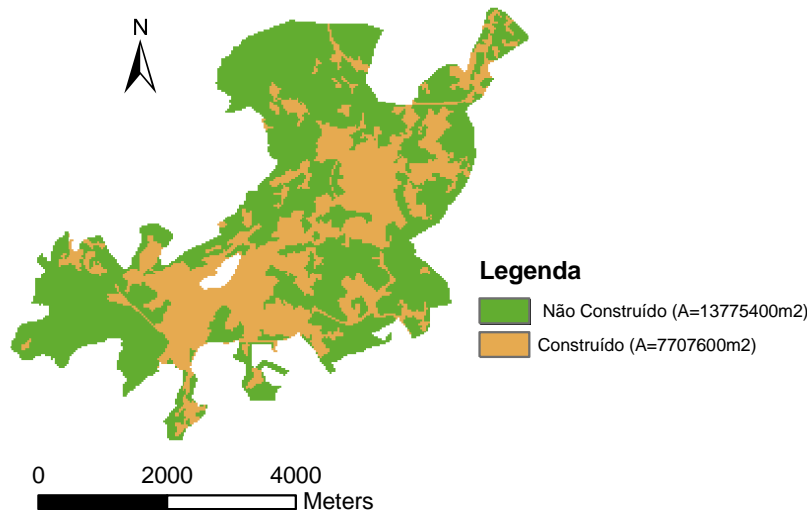 N
Legenda
Não Construído (A=13775400m2)
Construído (A=7707600m2)
0 2000 4000
Meters